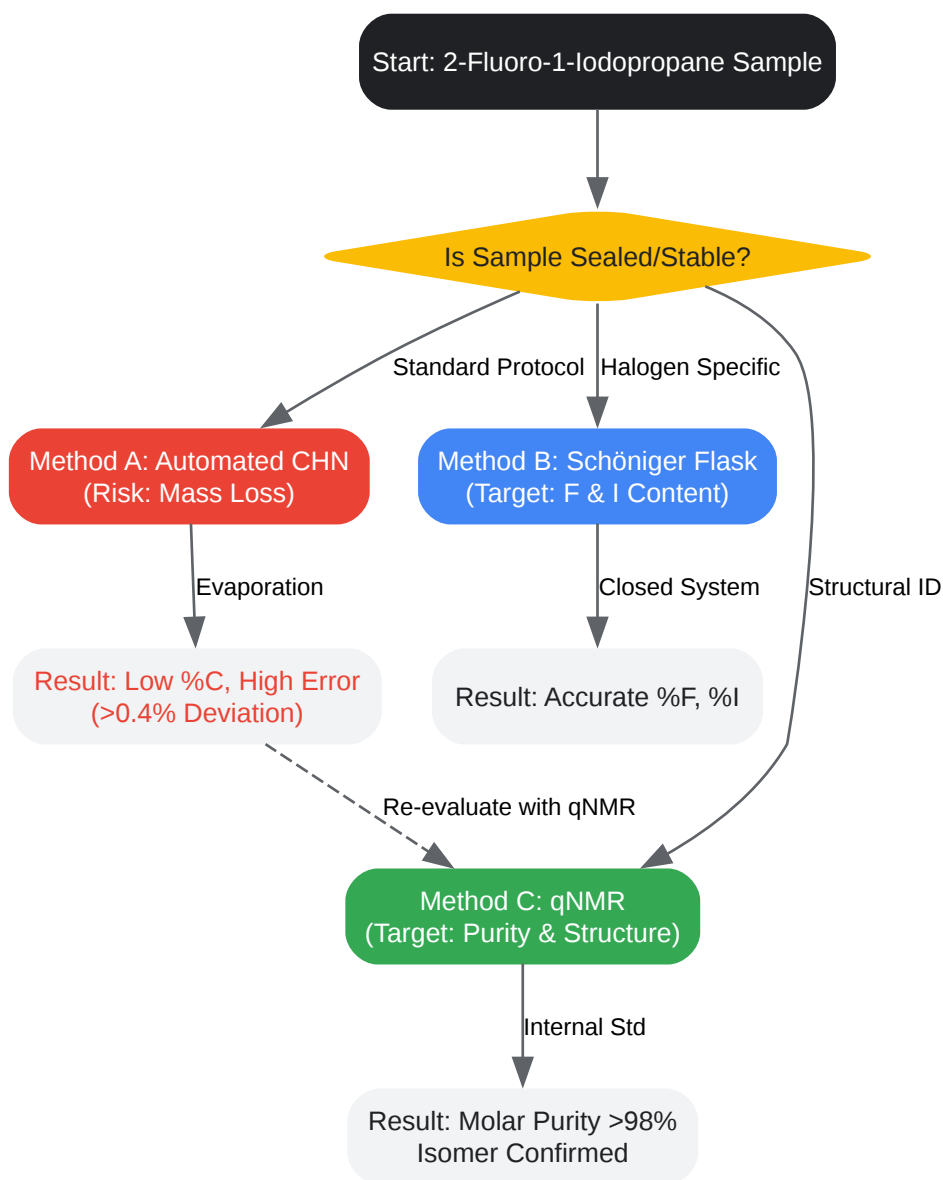 Start: 2-Fluoro-1-Iodopropane Sample
Is Sample Sealed/Stable?
Standard Protocol
Halogen Specific
Method A: Automated CHN
(Risk: Mass Loss)
Method B: Schöniger Flask
(Target: F & I Content)
Evaporation
Closed System
Structural ID
Result: Low %C, High Error
(>0.4% Deviation)
Result: Accurate %F, %I
Re-evaluate with qNMR
Method C: qNMR
(Target: Purity & Structure)
Internal Std
Result: Molar Purity >98%
Isomer Confirmed